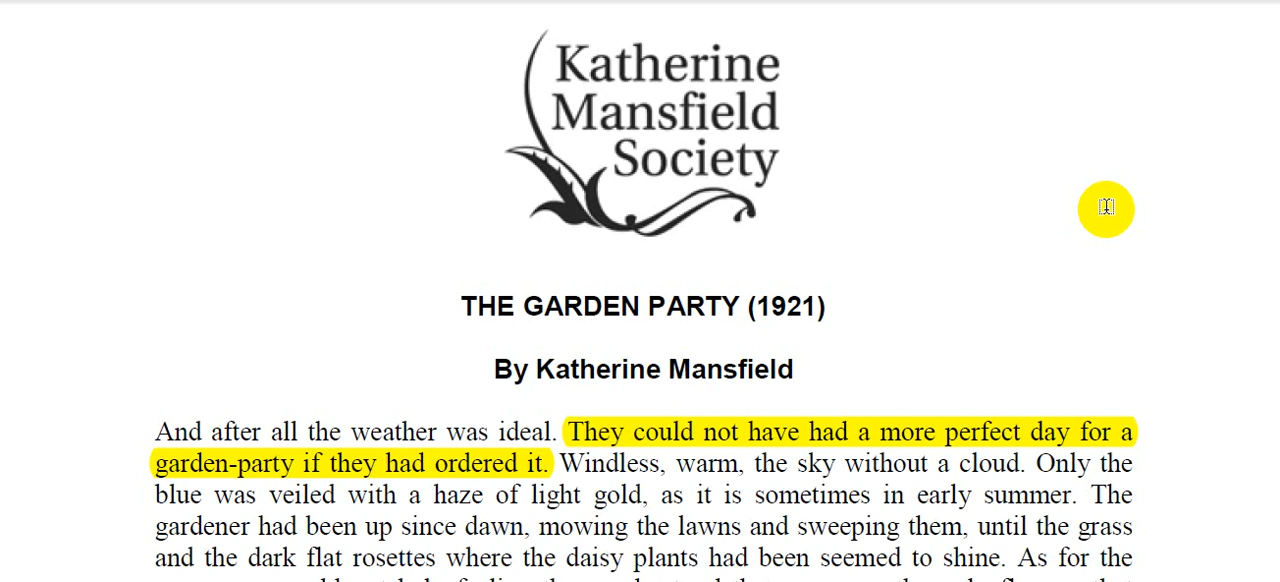 Katherine
Mansfield
Society
THE GARDEN PARTY (1921)
By Katherine Mansfield
And after all the weather was ideal. They could not have had a more perfect day for a
garden-party if they had ordered it. Windless, warm, the sky without a cloud. Only the
blue was veiled with a haze of light gold, as it is sometimes in early summer. The
gardener had been up since dawn, mowing the lawns and sweeping them, until the grass
and the dark flat rosettes where the daisy plants had been seemed to shine. As for the